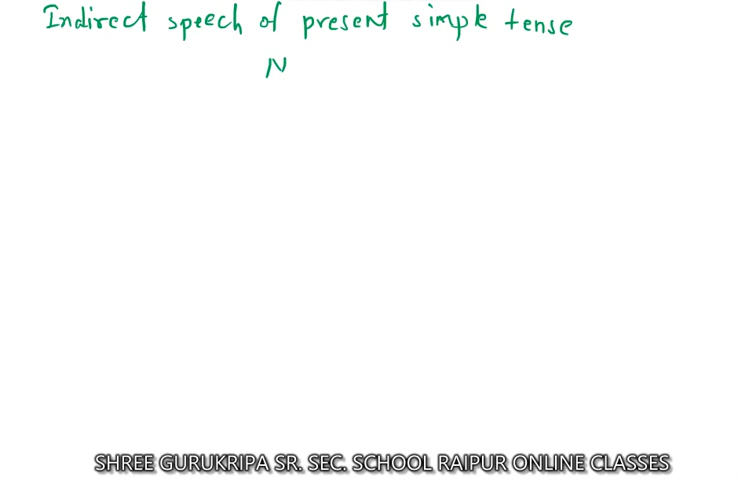 Indirect speech of present simple tense
N
SHREE GURUKRIPA SR. SEC. SCHOOL RAIPUR ONLINE CLASSES